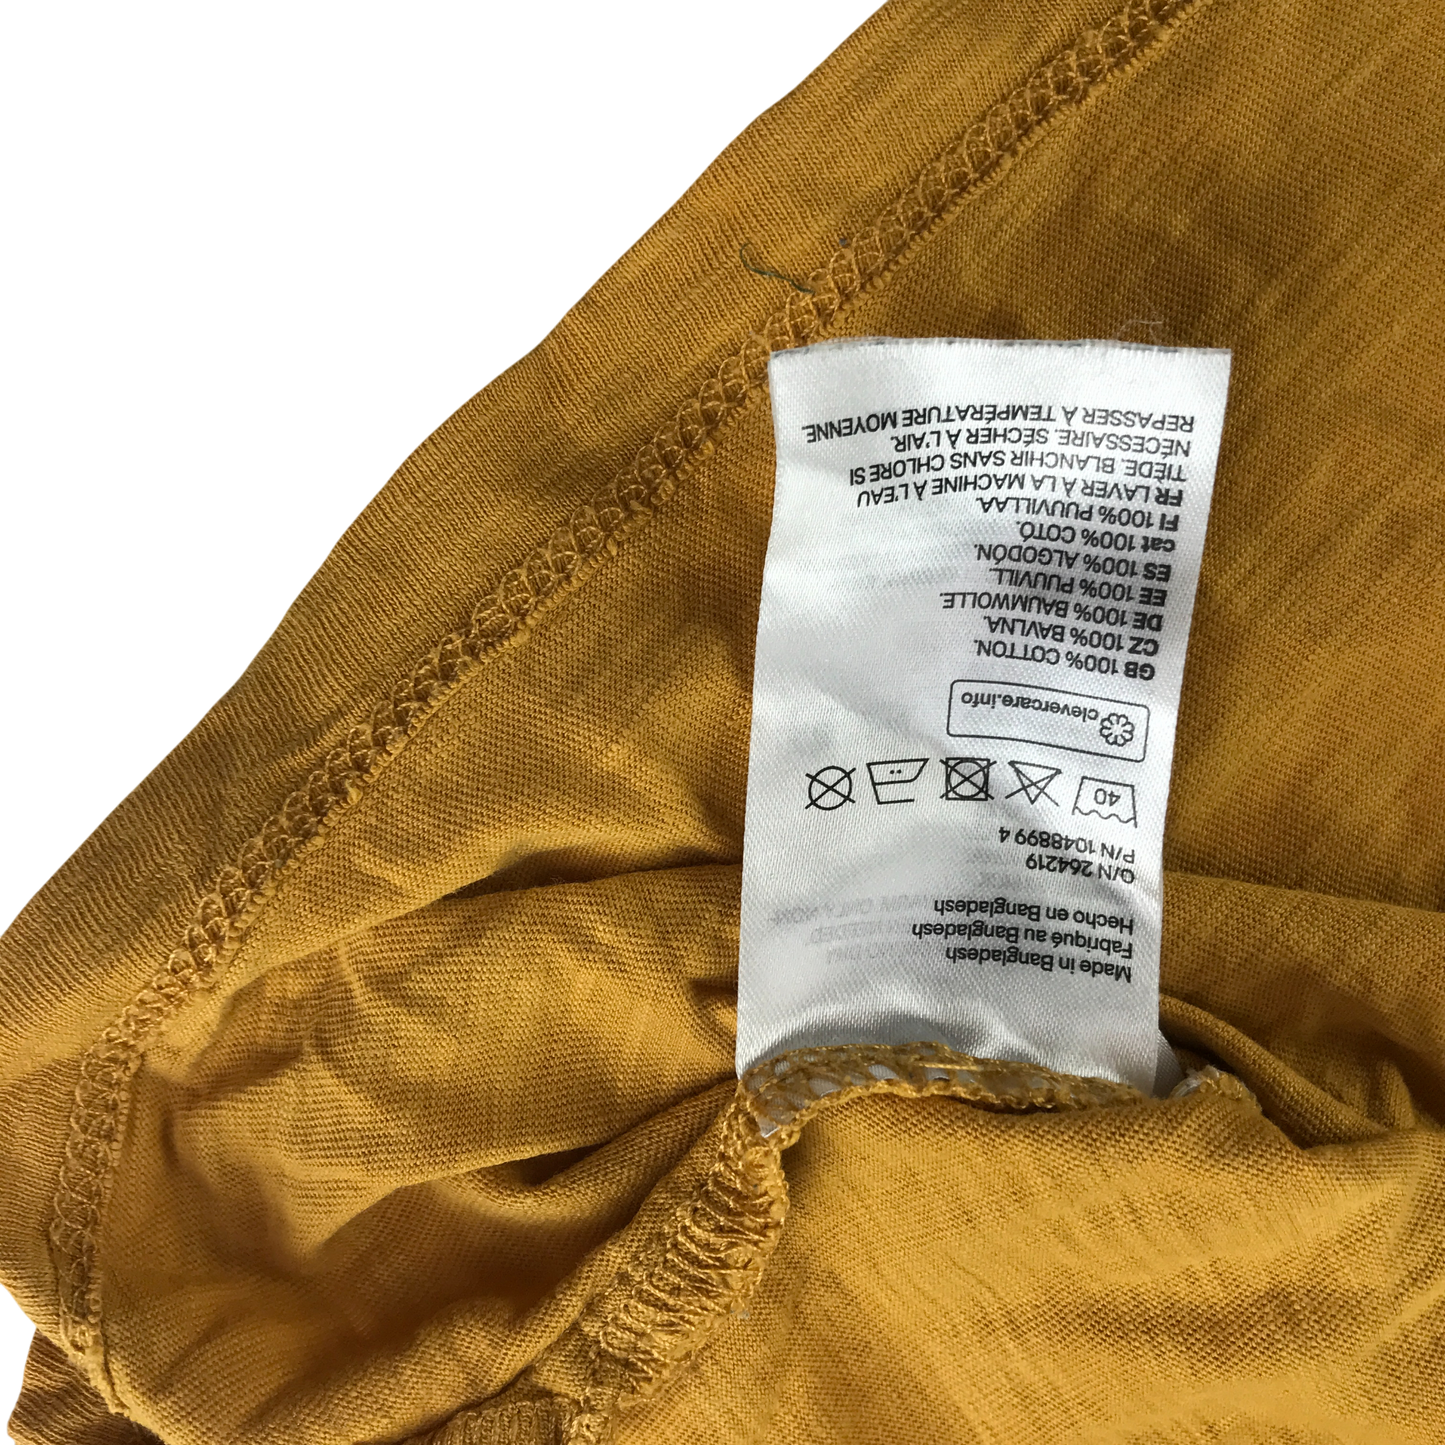 Made in Bangladesh
Fabriqué au Bangladesh
Hecho en Bangladesh
O/N 264219
P/N 1048899 4
40
clevercare.info
GB 100% COTTON.
CZ 100% BAVLNA.
DE 100% BAUMWOLLE.
EE 100% PUUVILL.
ES 100% ALGODÓN.
cat 100% COTÓ.
FI 100% PUUVILLAA.
FR LAVER À LA MACHINE À L'EAU
TIÈDE. BLANCHIR SANS CHLORE SI
NÉCESSAIRE. SÉCHER À L'AIR.
REPASSER À TEMPÉRATURE MOYENNE.